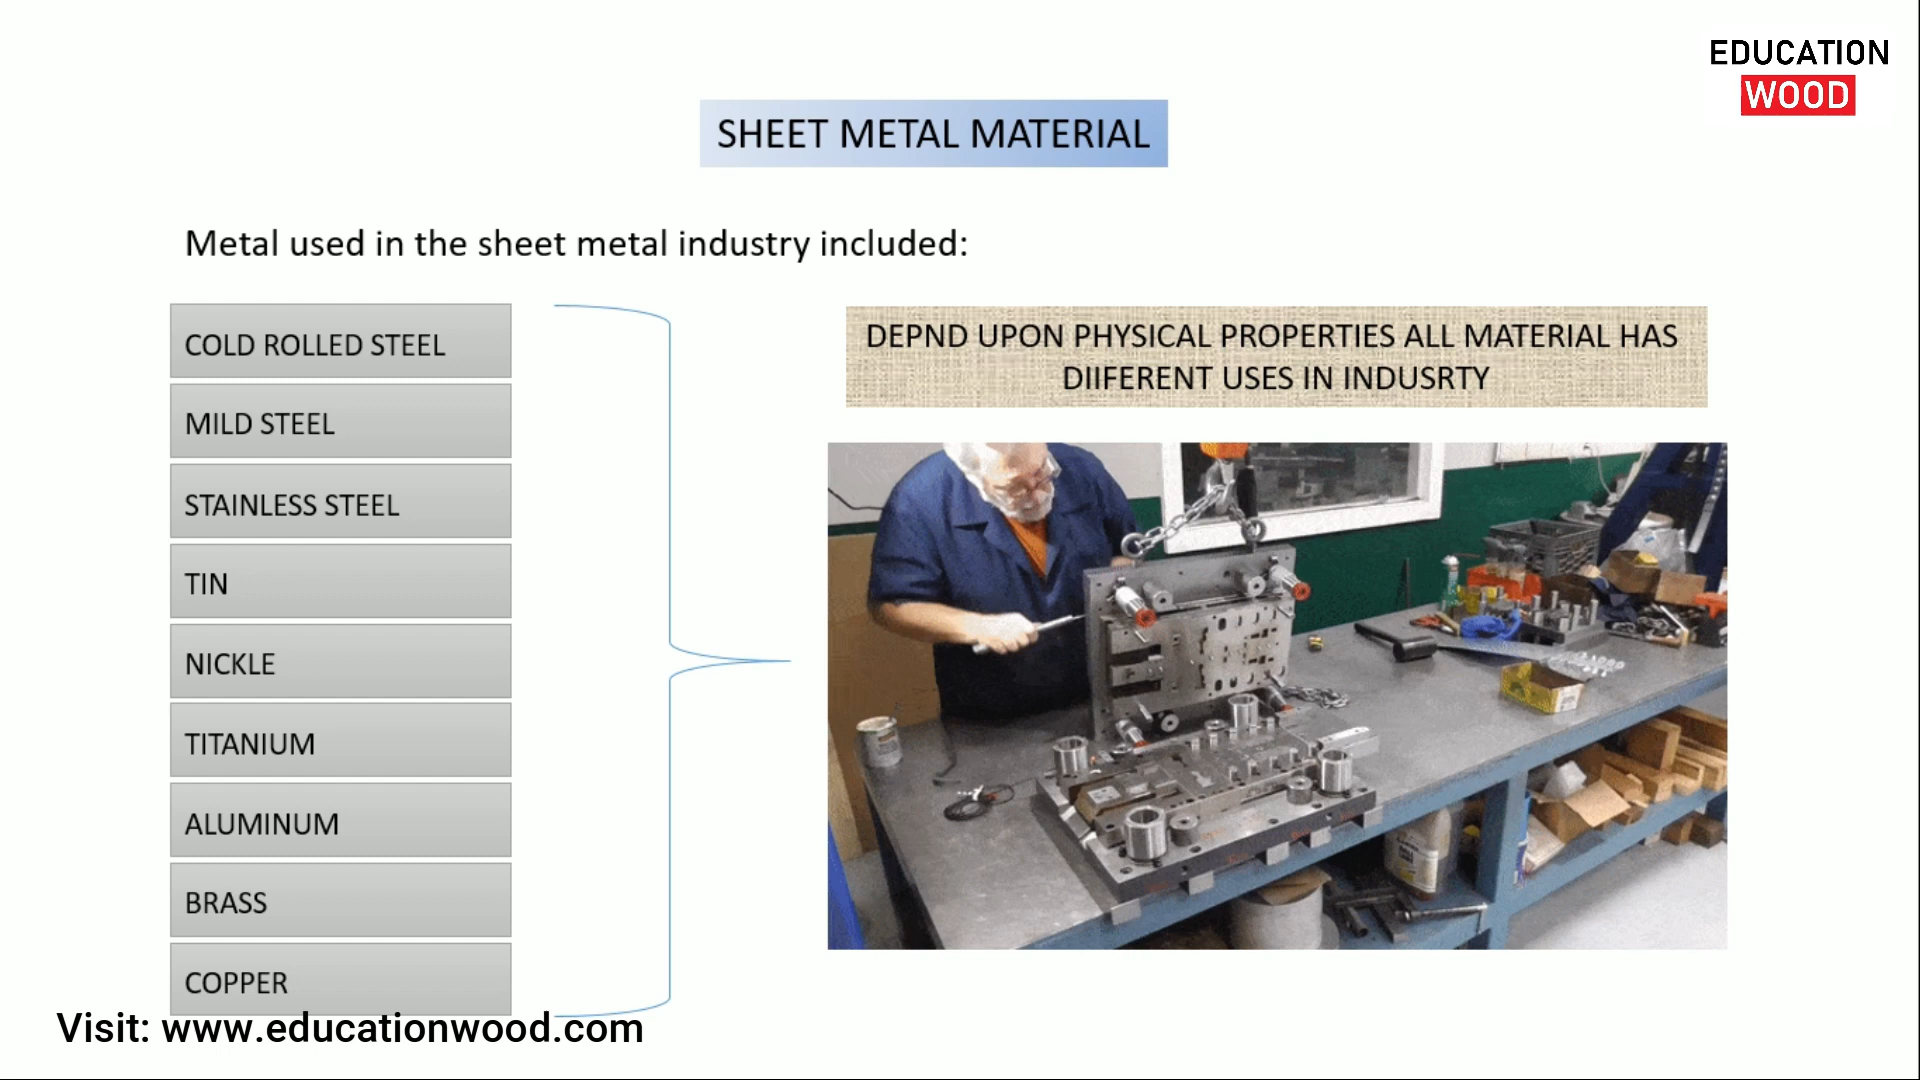 EDUCATION
WOOD
SHEET METAL MATERIAL
Metal used in the sheet metal industry included:
COLD ROLLED STEEL
MILD STEEL
STAINLESS STEEL
TIN
NICKLE
TITANIUM
ALUMINUM
BRASS
COPPER
DEPND UPON PHYSICAL PROPERTIES ALL MATERIAL HAS
DIIFERENT USES IN INDUSRTY
Visit: www.educationwood.com